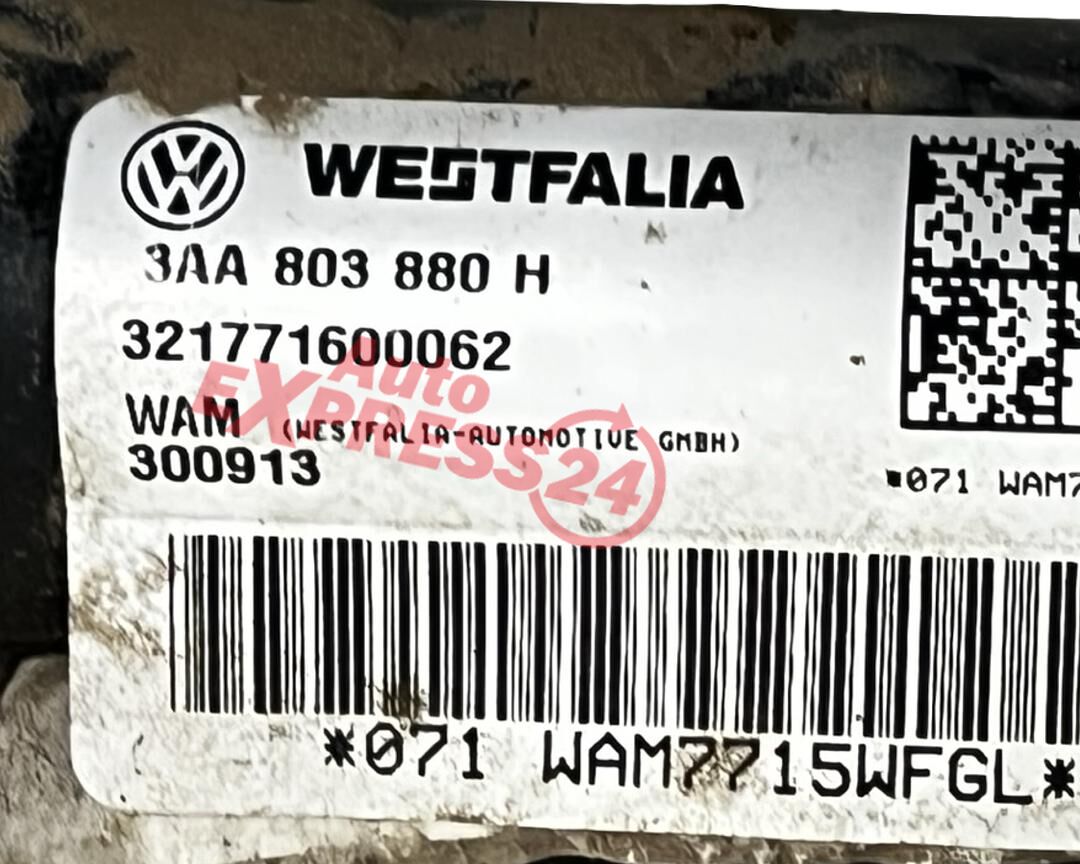 WESTFALIA
3AA 803 880 H
321771600062
WAM (WESTFALIA-AUTOMOTIVE GMBH)
300913
Auto
EXPRESS24
*071 WAM7
*071 WAM7715WFGL*